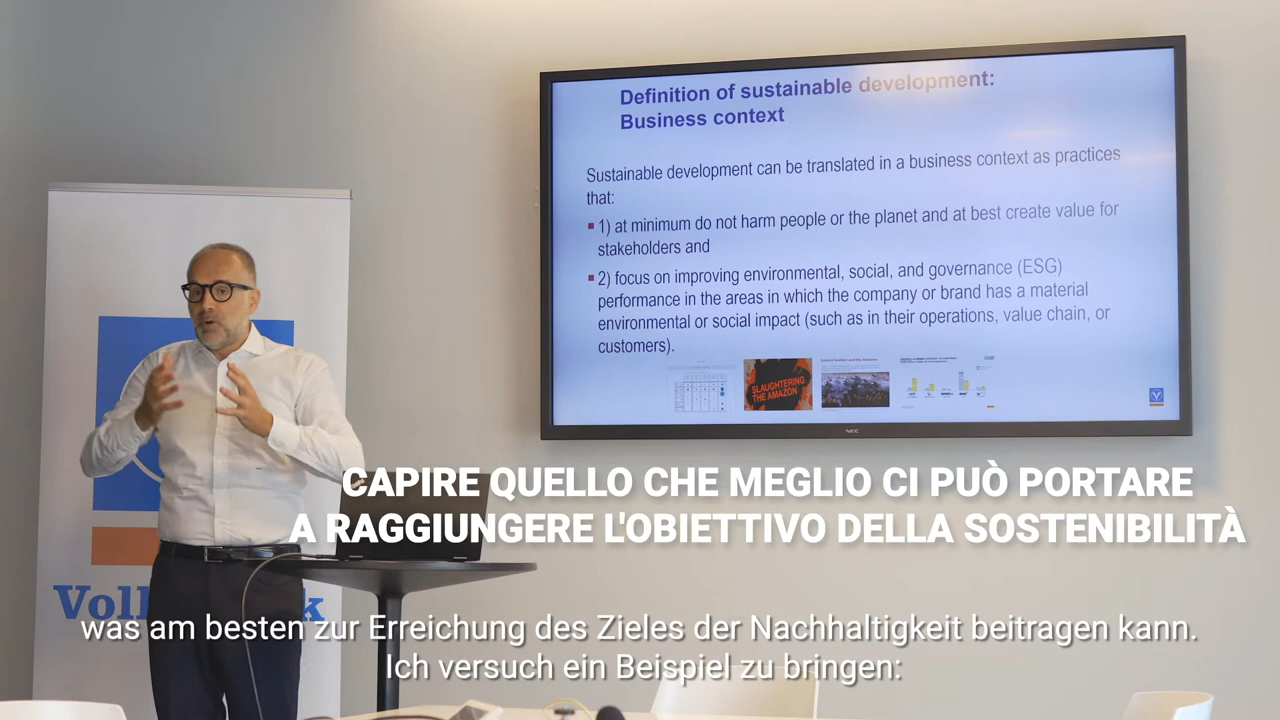 Definition of sustainable development:
Business context
Sustainable development can be translated in a business context as practices
that:
1) at minimum do not harm people or the planet and at best create value for
stakeholders and
2) focus on improving environmental, social, and governance (ESG)
performance in the areas in which the company or brand has a material
environmental or social impact (such as in their operations, value chain, or
customers).
SLAUGHTERING
THE AMAZON
NEC
CAPIRE QUELLO CHE MEGLIO CI PUÒ PORTARE
A RAGGIUNGERE L'OBIETTIVO DELLA SOSTENIBILITÀ
was am besten zur Erreichung des Zieles der Nachhaltigkeit beitragen kann.
Ich versuch ein Beispiel zu bringen: